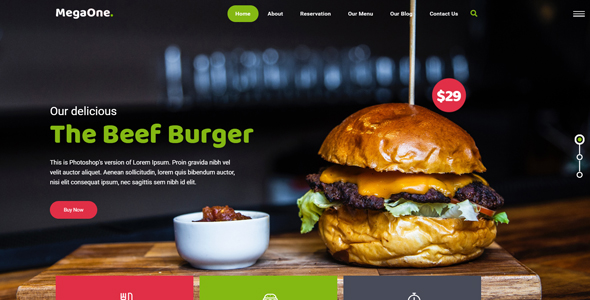 MegaOne.
Home About Reservation Our Menu Our Blog Contact Us
$29
Our delicious
The Beef Burger
This is Photoshop's version of Lorem Ipsum. Proin gravida nibh vel
velit auctor aliquet. Aenean sollicitudin, lorem quis bibendum auctor,
nisi elit consequat ipsum, nec sagittis sem nibh id elit.
Buy Now